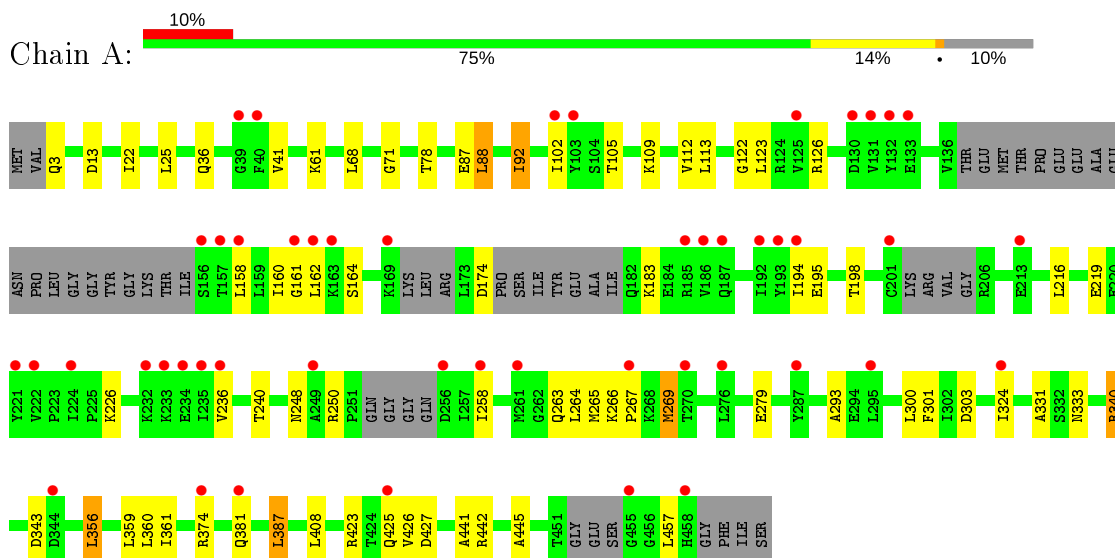 10%
Chain A:
75% 14% • 10%
MET VAL Q3 D13 I22 L25 Q36 G39 F40 V41 K61 L68 G71 T78 E87 L88 I92 I102 Y103 S104 T105 K109 V112 L113 G122 L123 R124 V125 R126 D130 V131 Y132 E133 V136 THR GLU MET THR PRO GLU GLU ALA GLU
ASN PRO LEU GLY GLY TYR GLY LYS THR ILE S156 T157 L158 L159 I160 G161 L162 K163 S164 K169 LYS LEU ARG L173 D174 PRO SER ILE TYR GLU ALA ILE Q182 K183 E184 R185 V186 Q187 I192 Y193 I194 E195 T198 C201 LYS ARG VAL GLY R206 E213 L216 E219 E220
Y221 V222 P223 I224 P225 K226 K232 K233 E234 I235 V236 T240 N248 A249 R250 P251 GLN GLY GLY GLN D256 I257 I258 M261 G262 Q263 L264 M265 K266 P267 K268 M269 T270 L276 E279 Y287 A293 E294 L295 L300 F301 I302 D303 I324 A331 S332 N333 R340
D343 D344 L356 L359 L360 I361 R374 Q381 L387 L408 R423 T424 Q425 V426 D427 A441 R442 A445 T451 GLY GLU SER G455 G456 L457 H458 GLY PHE ILE SER